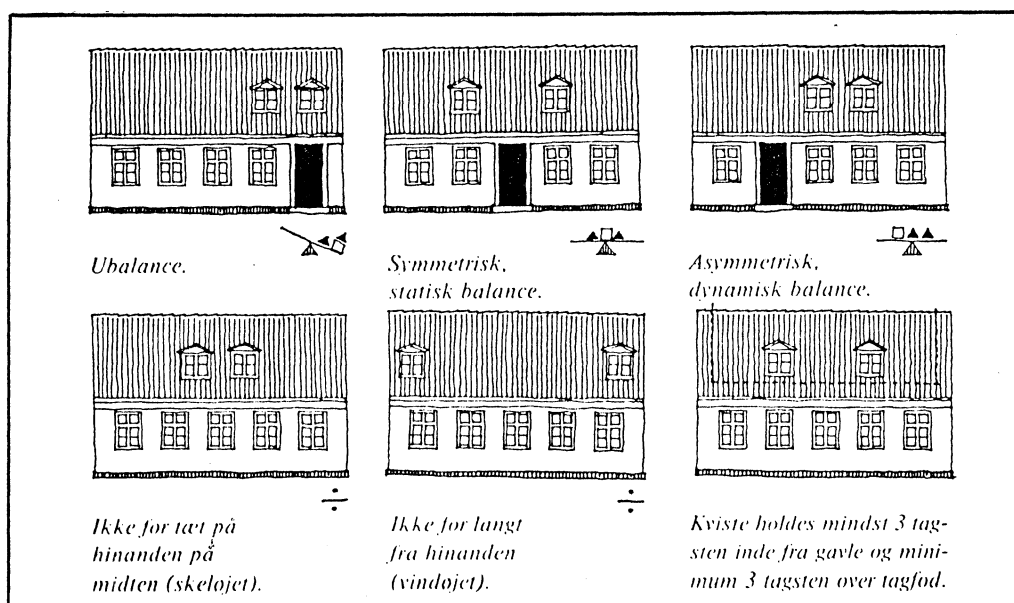 Ubalance.
Symmetrisk,
statisk balance.
Asymmetrisk,
dynamisk balance.
Ikke for tæt på
hinanden på
midten (skeløjet).
Ikke for langt
fra hinanden
(vindøjet).
Kviste holdes mindst 3 tag-
sten inde fra gavle og mini-
mum 3 tagsten over tagfod.